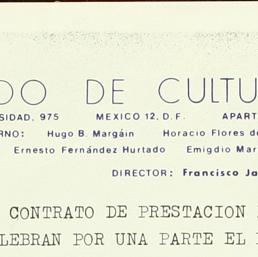 DO DE CULTU
SIDAD, 975 MEXICO 12, D. F. APART
RNO: Hugo B. Margáin Horacio Flores de
Ernesto Fernández Hurtado Emigdio Mar
DIRECTOR: Francisco Ja
CONTRATO DE PRESTACION
LEBRAN POR UNA PARTE EL